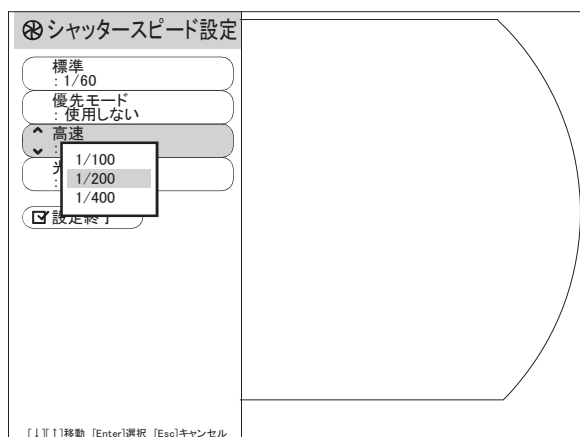 シャッタースピード設定
標準
: 1/60
優先モード
: 使用しない
高速
:
1/100
1/200
1/400
光
:
設定終了
[↓][↑]移動 [Enter]選択 [Esc]キャンセル